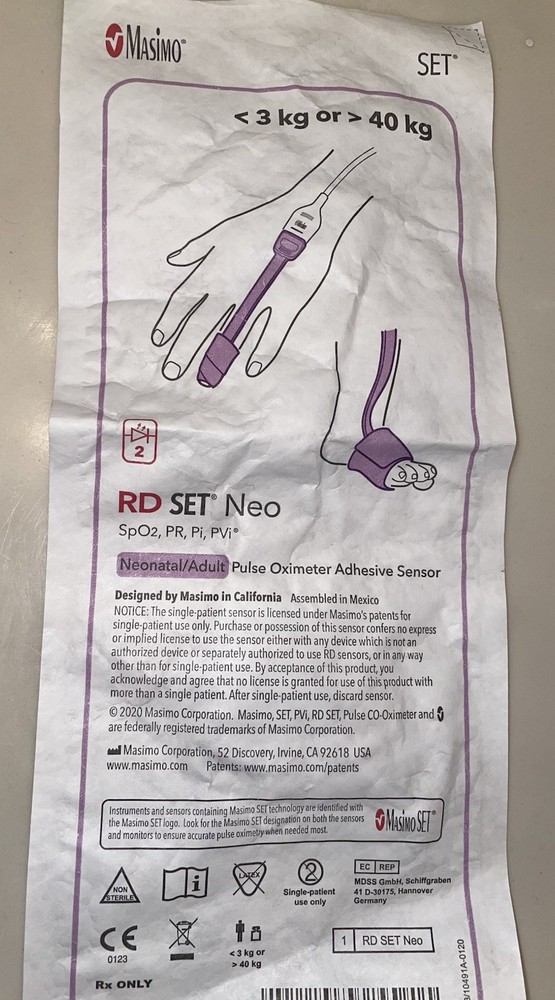 Masimo®
SET®
< 3 kg or > 40 kg
2
RD SET® Neo
SpO2, PR, Pi, PVi®
Neonatal/Adult Pulse Oximeter Adhesive Sensor
Designed by Masimo in California Assembled in Mexico
NOTICE: The single-patient sensor is licensed under Masimo's patents for
single-patient use only. Purchase or possession of this sensor confers no express
or implied license to use the sensor either with any device which is not an
authorized device or separately authorized to use RD sensors, or in any way
other than for single-patient use. By acceptance of this product, you
acknowledge and agree that no license is granted for use of this product with
more than a single patient. After single-patient use, discard sensor.
© 2020 Masimo Corporation. Masimo, SET, PVi, RD SET, Pulse CO-Oximeter and
are federally registered trademarks of Masimo Corporation.
Masimo Corporation, 52 Discovery, Irvine, CA 92618 USA
www.masimo.com Patents: www.masimo.com/patents
Instruments and sensors containing Masimo SET technology are identified with
the Masimo SET logo. Look for the Masimo SET designation on both the sensors
and monitors to ensure accurate pulse oximetry when needed most.
Masimo SET®
NON
STERILE
i
LATEX
2
Single-patient
use only
EC REP
MDSS GmbH, Schiffgraben
41 D-30175, Hannover
Germany
CE
0123
< 3 kg or
> 40 kg
1 RD SET Neo
Rx ONLY
/10491A-0120